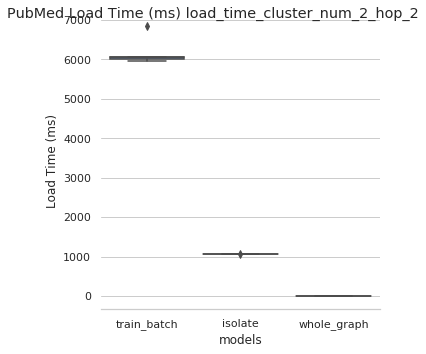 PubMed Load Time (ms) load_time_cluster_num_2_hop_2
7000
6000
5000
4000
3000
2000
1000
0
Load Time (ms)
train_batch isolate whole_graph
models